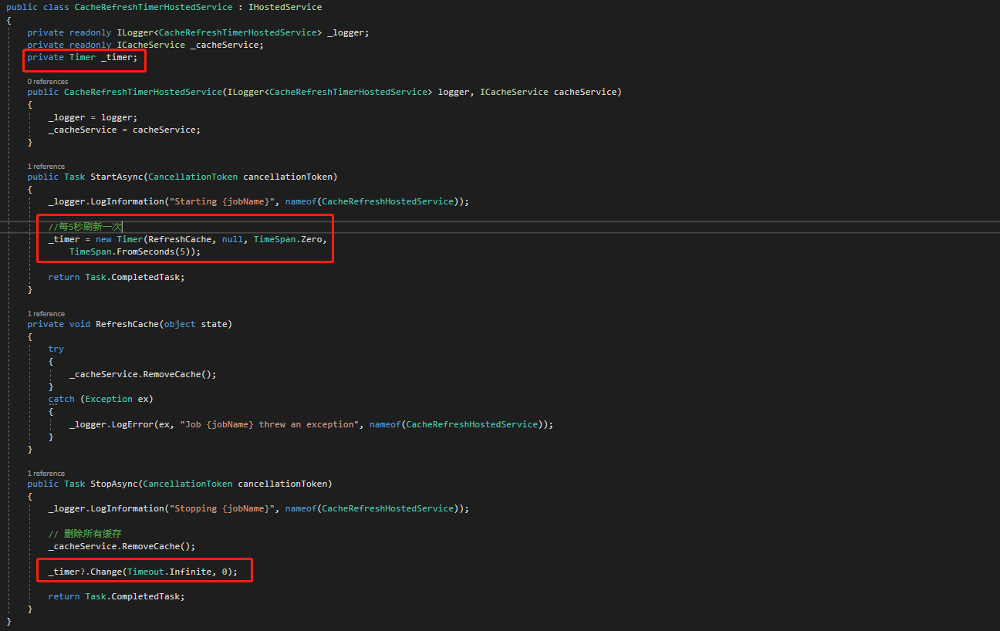 public class CacheRefreshTimerHostedService : IHostedService
{
private readonly ILogger<CacheRefreshTimerHostedService> _logger;
private readonly ICacheService _cacheService;
private Timer _timer;
0 references
public CacheRefreshTimerHostedService(ILogger<CacheRefreshTimerHostedService> logger, ICacheService cacheService)
{
_logger = logger;
_cacheService = cacheService;
}
1 reference
public Task StartAsync(CancellationToken cancellationToken)
{
_logger.LogInformation("Starting {jobName}", nameof(CacheRefreshHostedService));
//每5秒刷新一次
_timer = new Timer(RefreshCache, null, TimeSpan.Zero,
TimeSpan.FromSeconds(5));
return Task.CompletedTask;
}
1 reference
private void RefreshCache(object state)
{
try
{
_cacheService.RemoveCache();
}
catch (Exception ex)
{
_logger.LogError(ex, "Job {jobName} threw an exception", nameof(CacheRefreshHostedService));
}
}
1 reference
public Task StopAsync(CancellationToken cancellationToken)
{
_logger.LogInformation("Stopping {jobName}", nameof(CacheRefreshHostedService));
// 删除所有缓存
_cacheService.RemoveCache();
_timer?.Change(Timeout.Infinite, 0);
return Task.CompletedTask;
}
}